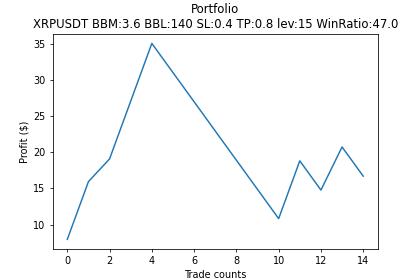 Portfolio
XRPUSDT BBM:3.6 BBL:140 SL:0.4 TP:0.8 lev:15 WinRatio:47.0
35
30
25
20
15
10
Profit ($)
0 2 4 6 8 10 12 14
Trade counts